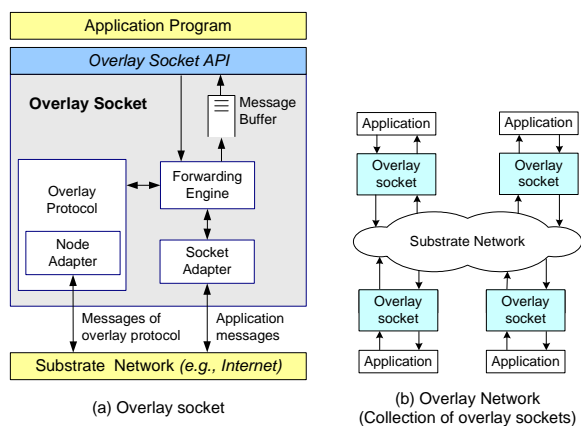 Application Program
Overlay Socket API
Overlay Socket
Message
Buffer
Overlay
Protocol
Forwarding
Engine
Node
Adapter
Socket
Adapter
Messages of
overlay protocol
Application
messages
Substrate Network (e.g., Internet)
(a) Overlay socket
Application
Application
Overlay
socket
Overlay
socket
Substrate Network
Overlay
socket
Overlay
socket
Application
Application
(b) Overlay Network
(Collection of overlay sockets)